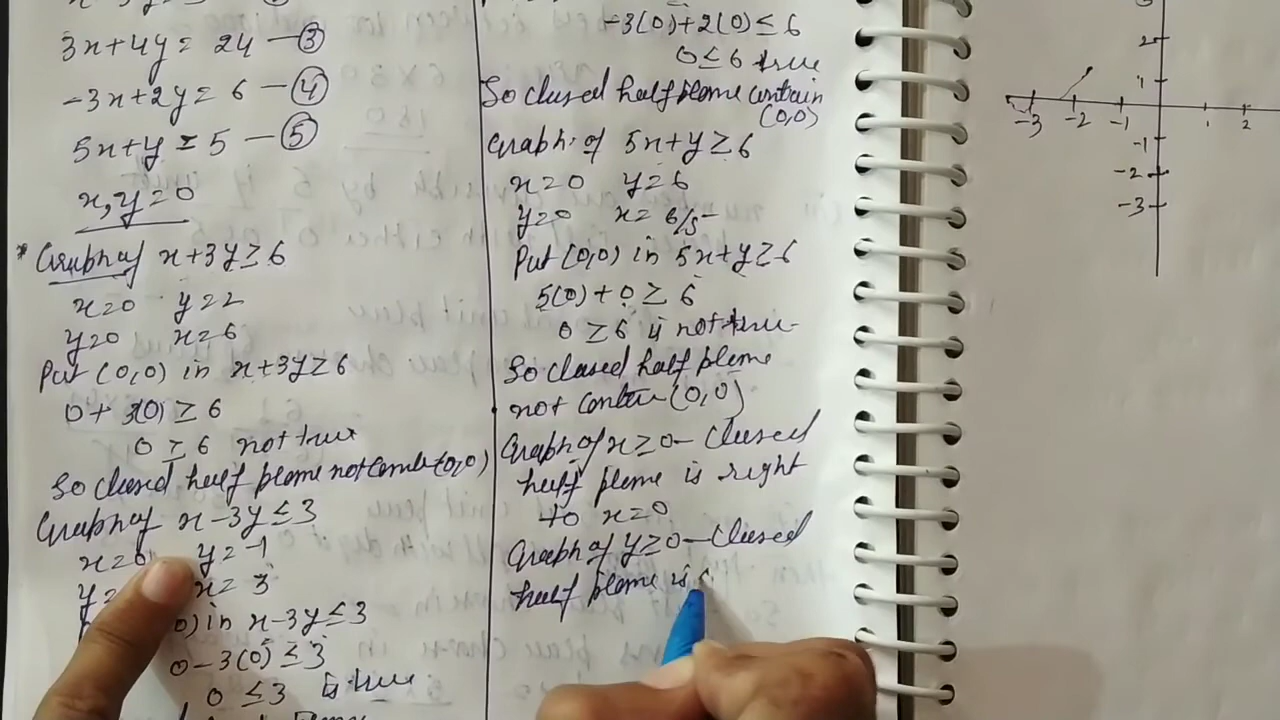 3x+4y = 24 — ③
-3x+2y = 6 — ④
5x+y = 5 — ⑤
x,y = 0
* Graph of x+3y ≥ 6
x=0 y=2
y=0 x=6
Put (0,0) in x+3y ≥ 6
0+3(0) ≥ 6
0 ≥ 6 not true
So closed half plane not (0,0)
Graph of x-3y ≤ 3
x=0 y=-1
y= x= 3
0) in x-3y ≤ 3
0-3(0) ≤ 3
0 ≤ 3 is true
-3(0)+2(0) ≤ 6
0 ≤ 6 true
So closed half plane contain
(0,0)
Graph of 5x+y ≥ 6
x=0 y=6
y=0 x=6/5
Put (0,0) in 5x+y ≥ 6
5(0)+0 ≥ 6
0 ≥ 6 is not true
So closed half plane
not (0,0)
Graph of x ≥ 0 - Closed
half plane is right
to x=0
Graph of y ≥ 0 - Closed
half plane is
2
1
-3 -2 -1 1 2
-1
-2
-3